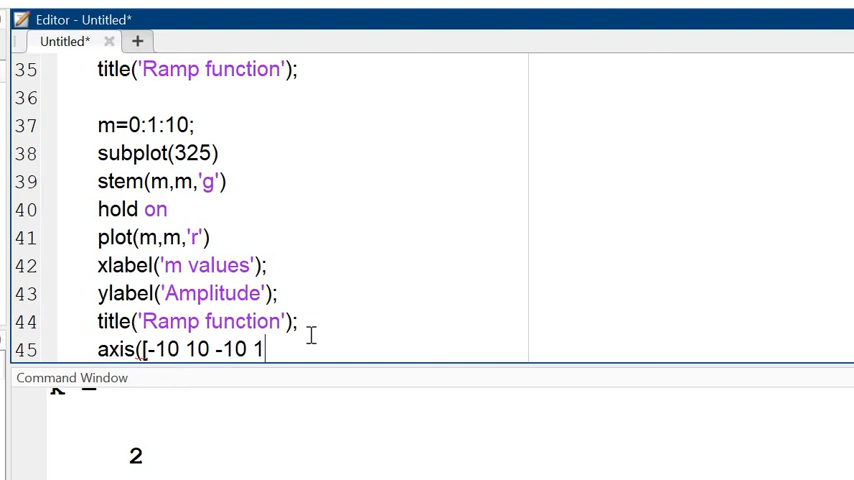 Editor - Untitled*
Untitled* × +
35 title('Ramp function');
36
37 m=0:1:10;
38 subplot(325)
39 stem(m,m,'g')
40 hold on
41 plot(m,m,'r')
42 xlabel('m values');
43 ylabel('Amplitude');
44 title('Ramp function');
45 axis([-10 10 -10 1
Command Window
2